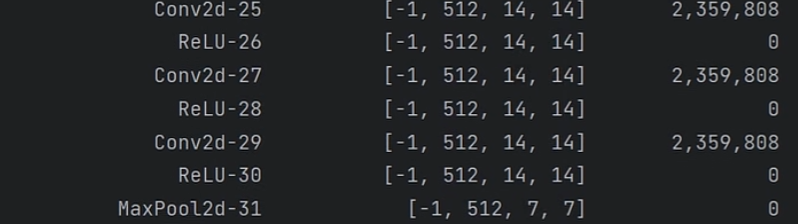 Conv2d-25 [-1, 512, 14, 14] 2,359,808
ReLU-26 [-1, 512, 14, 14] 0
Conv2d-27 [-1, 512, 14, 14] 2,359,808
ReLU-28 [-1, 512, 14, 14] 0
Conv2d-29 [-1, 512, 14, 14] 2,359,808
ReLU-30 [-1, 512, 14, 14] 0
MaxPool2d-31 [-1, 512, 7, 7] 0